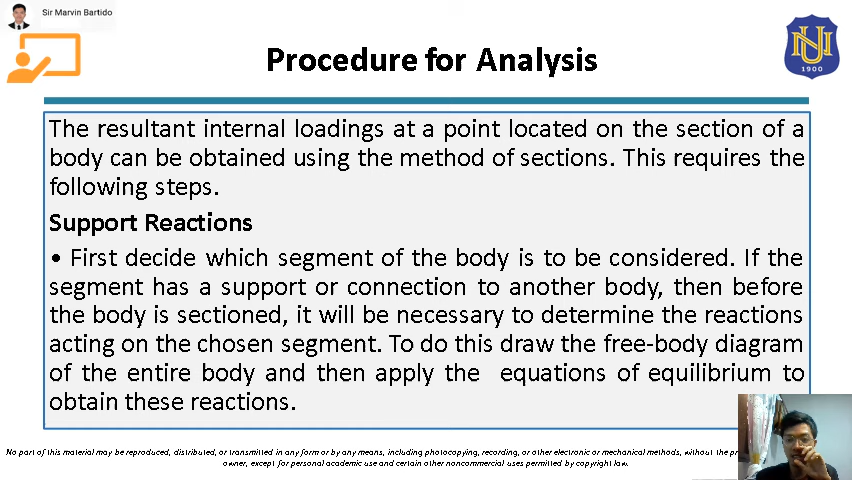 Sir Marvin Bartido
Procedure for Analysis
NU
1900
The resultant internal loadings at a point located on the section of a
body can be obtained using the method of sections. This requires the
following steps.
Support Reactions
• First decide which segment of the body is to be considered. If the
segment has a support or connection to another body, then before
the body is sectioned, it will be necessary to determine the reactions
acting on the chosen segment. To do this draw the free-body diagram
of the entire body and then apply the equations of equilibrium to
obtain these reactions.
No part of this material may be reproduced, distributed, or transmitted in any form or by any means, including photocopying, recording, or other electronic or mechanical methods, without the
owner, except for personal academic use and certain other noncommercial uses permitted by copyright law.